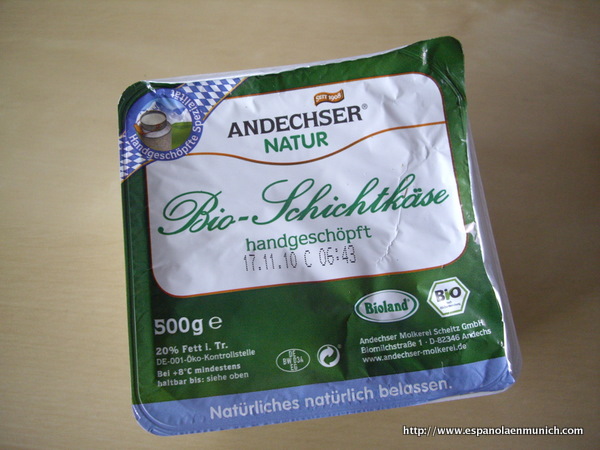 SEIT 1908
ANDECHSER®
NATUR
Handgeschöpfte Spezialität
Bio-Schichtkäse
handgeschöpft
17.11.10 C 06:43
500g e
20% Fett i. Tr.
DE-001-Öko-Kontrollstelle
Bei +8°C mindestens
haltbar bis: siehe oben
DE
BW 034
EG
Bioland
BIO
Andechser Molkerei Scheitz GmbH
Biomilchstraße 1 · D-82346 Andechs
www.andechser-molkerei.de
Natürliches natürlich belassen.
http://www.espanolaenmunich.com